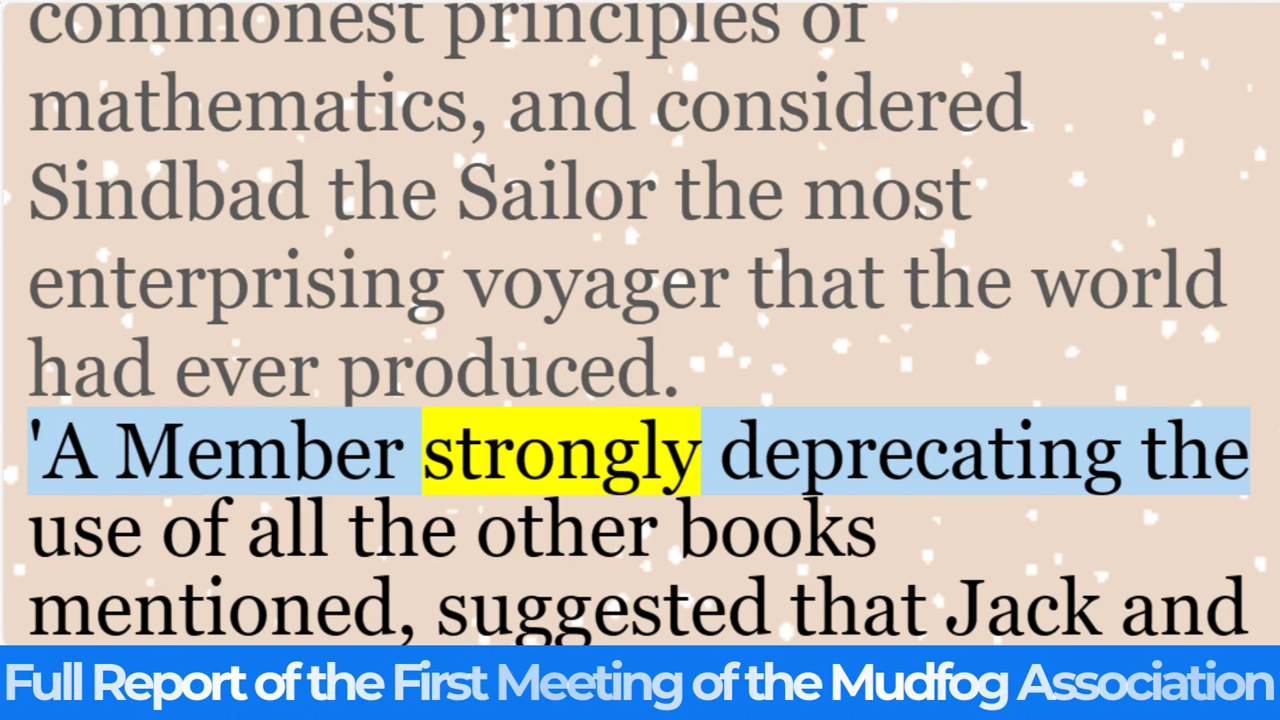 commonest principles of
mathematics, and considered
Sindbad the Sailor the most
enterprising voyager that the world
had ever produced.
'A Member strongly deprecating the
use of all the other books
mentioned, suggested that Jack and
Full Report of the First Meeting of the Mudfog Association